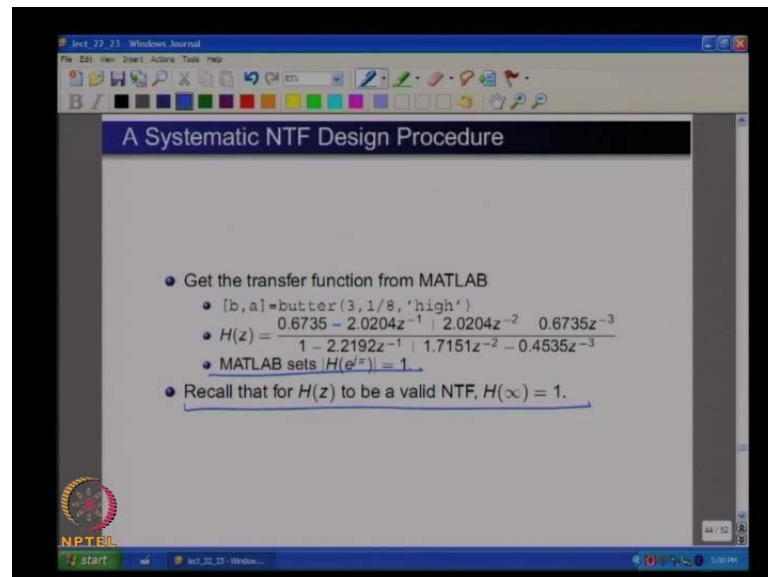 lect_22_23 - Windows Journal
File Edit View Insert Actions Tools Help
83%
B I
A Systematic NTF Design Procedure
• Get the transfer function from MATLAB
• [b,a]=butter(3,1/8,'high')
• H(z) = \frac{0.6735 - 2.0204z^{-1} + 2.0204z^{-2} 0.6735z^{-3}}{1 - 2.2192z^{-1} + 1.7151z^{-2} - 0.4535z^{-3}}
• MATLAB sets |H(e^{jπ})| = 1.
• Recall that for H(z) to be a valid NTF, H(∞) = 1.
44 / 52
NPTEL
start
lect_22_23 - Window...
5:00 PM